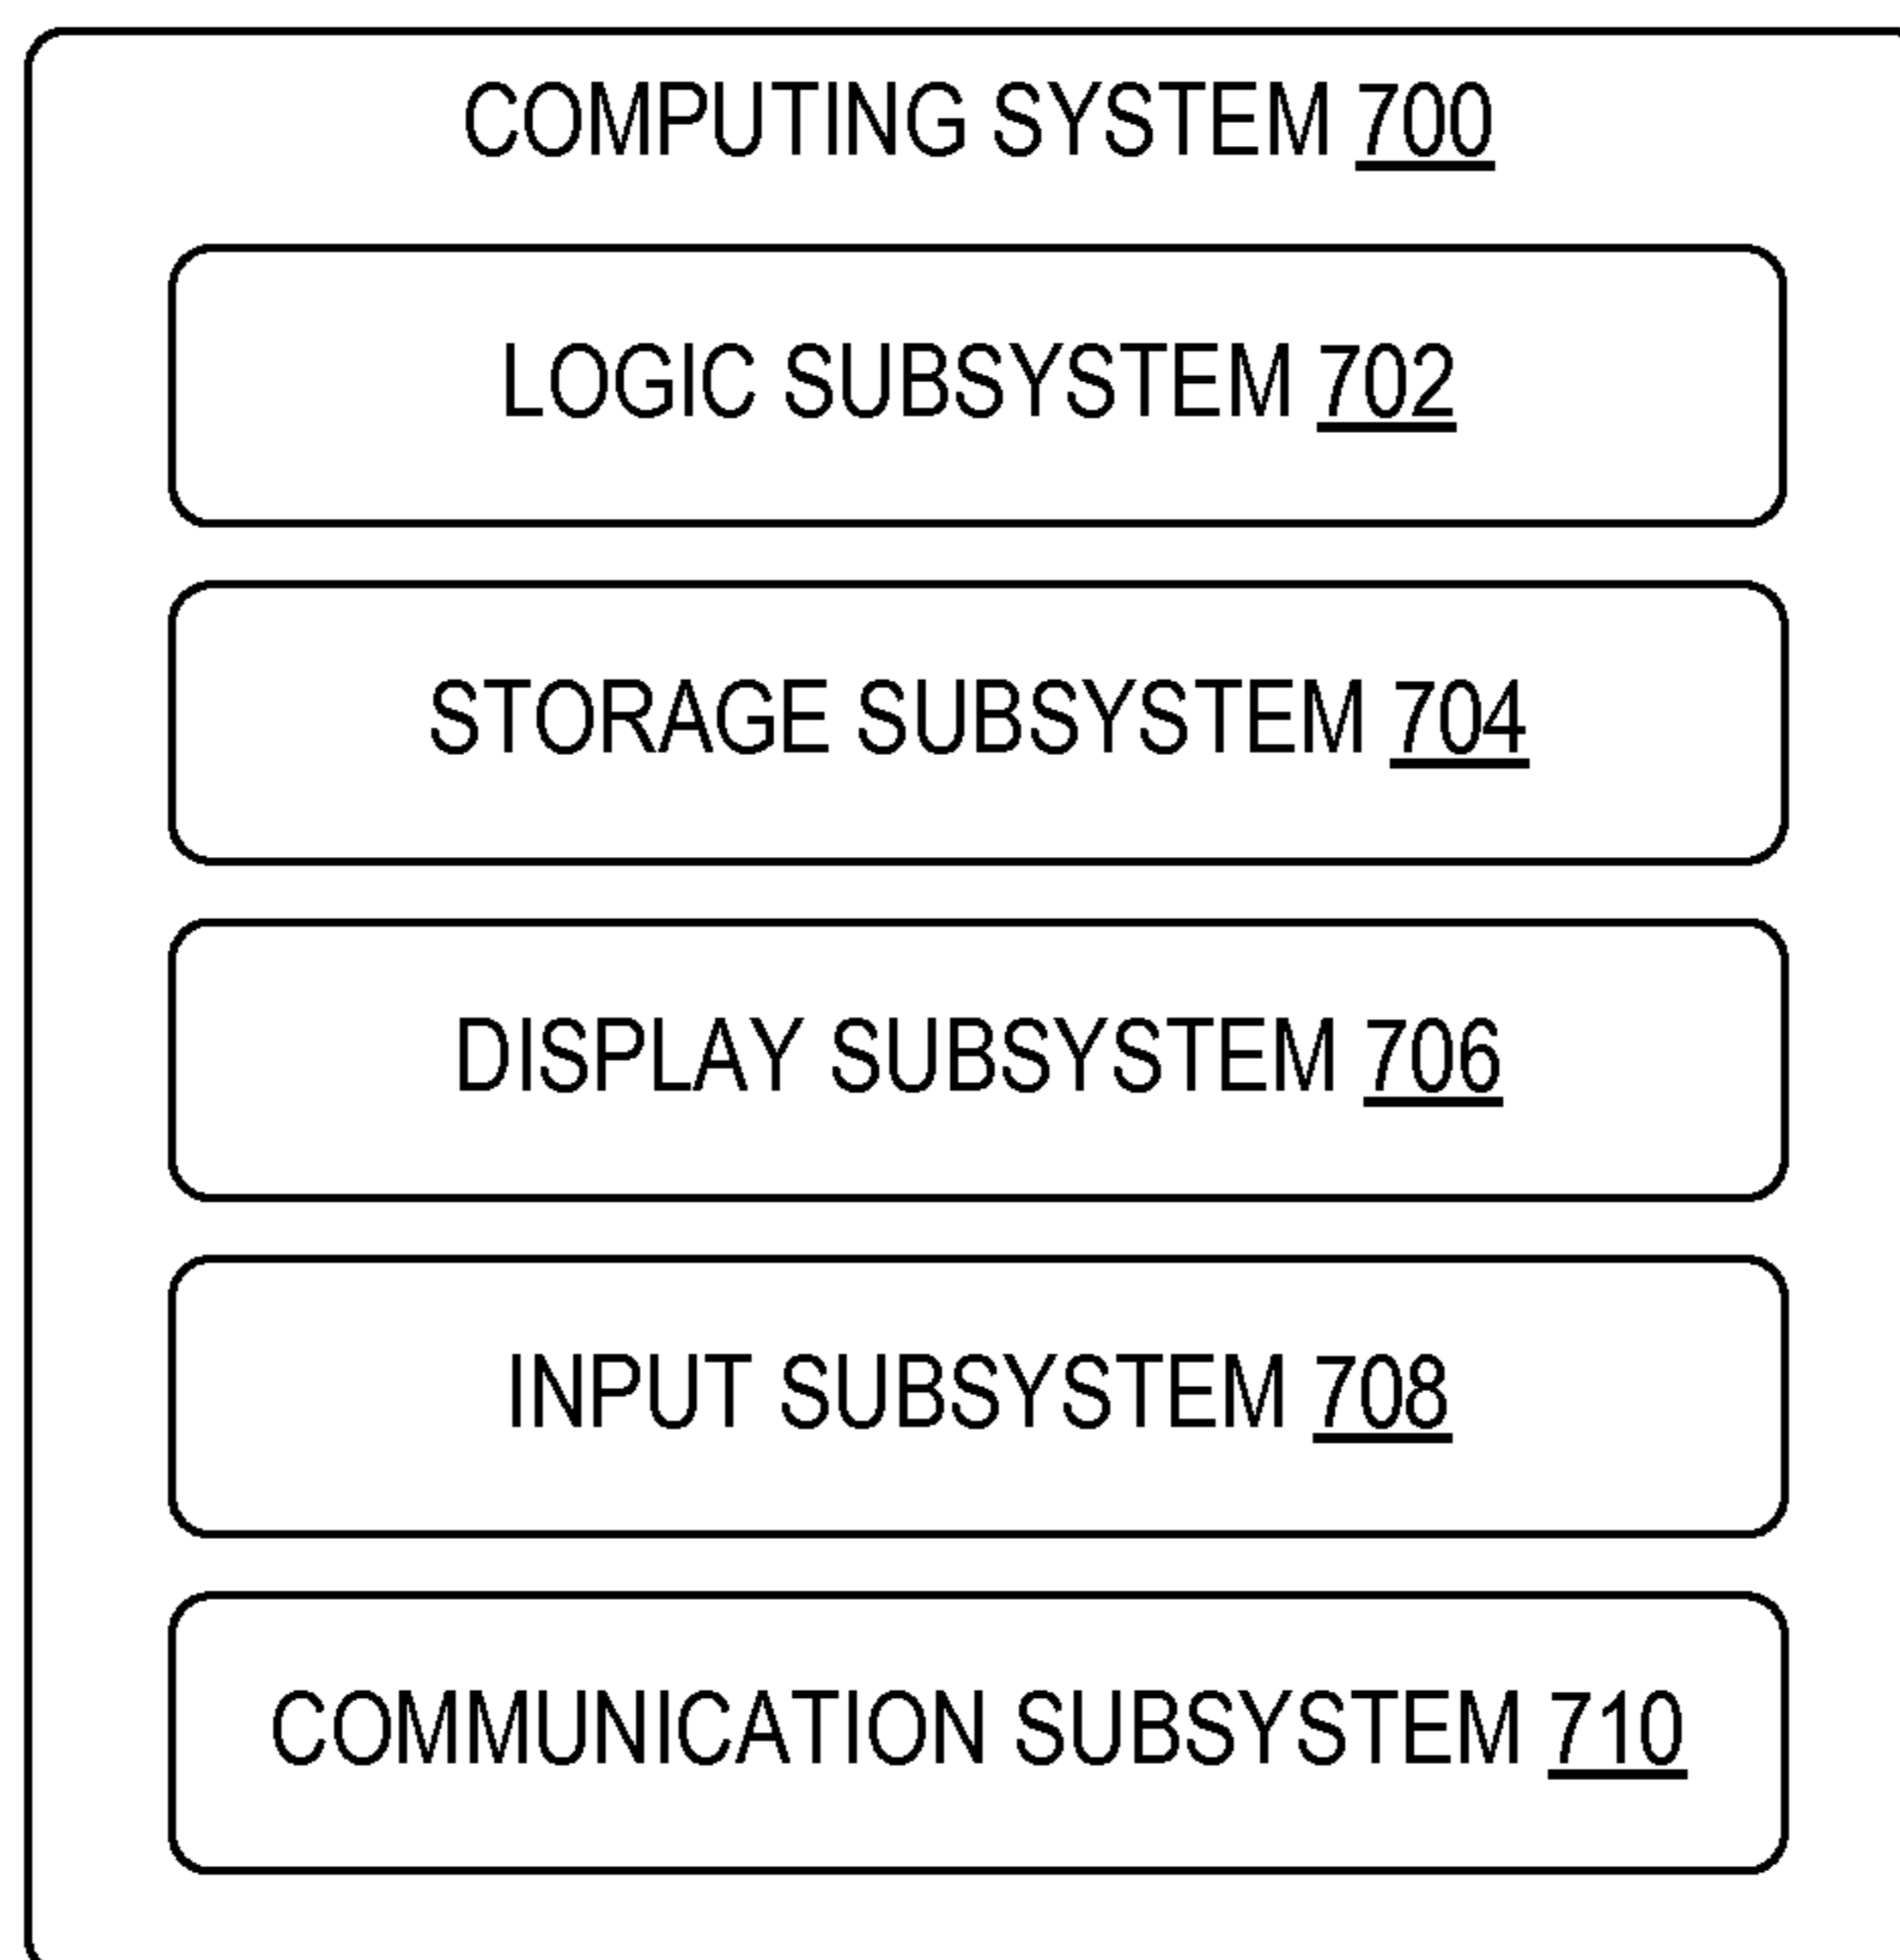 COMPUTING SYSTEM 700
LOGIC SUBSYSTEM 702
STORAGE SUBSYSTEM 704
DISPLAY SUBSYSTEM 706
INPUT SUBSYSTEM 708
COMMUNICATION SUBSYSTEM 710